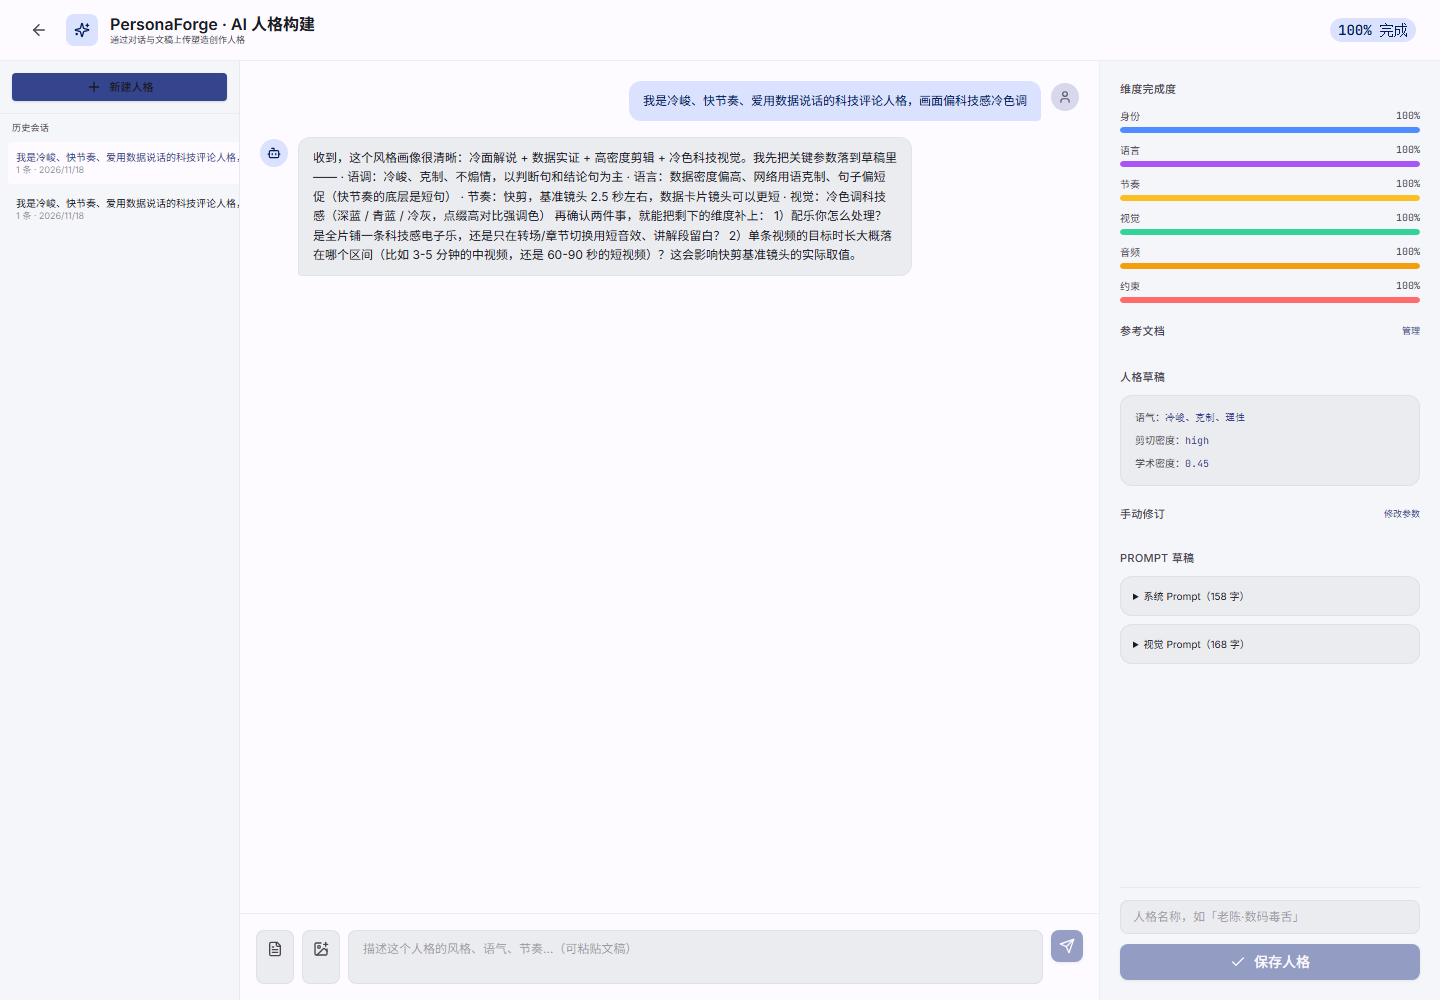 PersonaForge · AI 人格构建
通过对话与文稿上传塑造创作人格
100% 完成
新建人格
历史会话
我是冷峻、快节奏、爱用数据说话的科技评论人格，
1 条 · 2026/11/18
我是冷峻、快节奏、爱用数据说话的科技评论人格，
1 条 · 2026/11/18
我是冷峻、快节奏、爱用数据说话的科技评论人格，画面偏科技感冷色调
收到，这个风格画像很清晰：冷面解说 + 数据实证 + 高密度剪辑 + 冷色科技视觉。我先把关键参数落到草稿里
—— · 语调：冷峻、克制、不煽情，以判断句和结论句为主 · 语言：数据密度偏高、网络用语克制、句子偏短
促（快节奏的底层是短句） · 节奏：快剪，基准镜头 2.5 秒左右，数据卡片镜头可以更短 · 视觉：冷色调科技
感（深蓝 / 青蓝 / 冷灰，点缀高对比强调色） 再确认两件事，就能把剩下的维度补上： 1）配乐你怎么处理？
是全片铺一条科技感电子乐，还是只在转场/章节切换用短音效、讲解段留白？ 2）单条视频的目标时长大概落
在哪个区间（比如 3-5 分钟的中视频，还是 60-90 秒的短视频）？这会影响快剪基准镜头的实际取值。
描述这个人格的风格、语气、节奏...（可粘贴文稿）
维度完成度
身份 100%
语言 100%
节奏 100%
视觉 100%
音频 100%
约束 100%
参考文档 管理
人格草稿
语气：冷峻、克制、理性
剪切密度：high
学术密度：0.45
手动修订 修改参数
PROMPT 草稿
▶ 系统 Prompt（158 字）
▶ 视觉 Prompt（168 字）
人格名称，如「老陈·数码毒舌」
保存人格